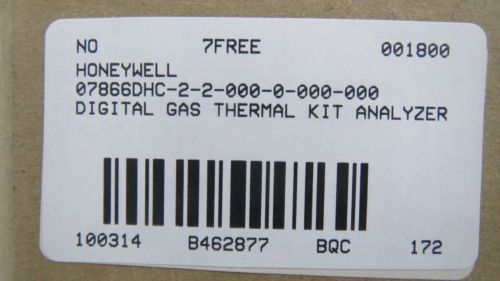 NO 7FREE 001800
HONEYWELL
07866DHC-2-2-000-0-000-000
DIGITAL GAS THERMAL KIT ANALYZER
100314 B462877 BQC 172